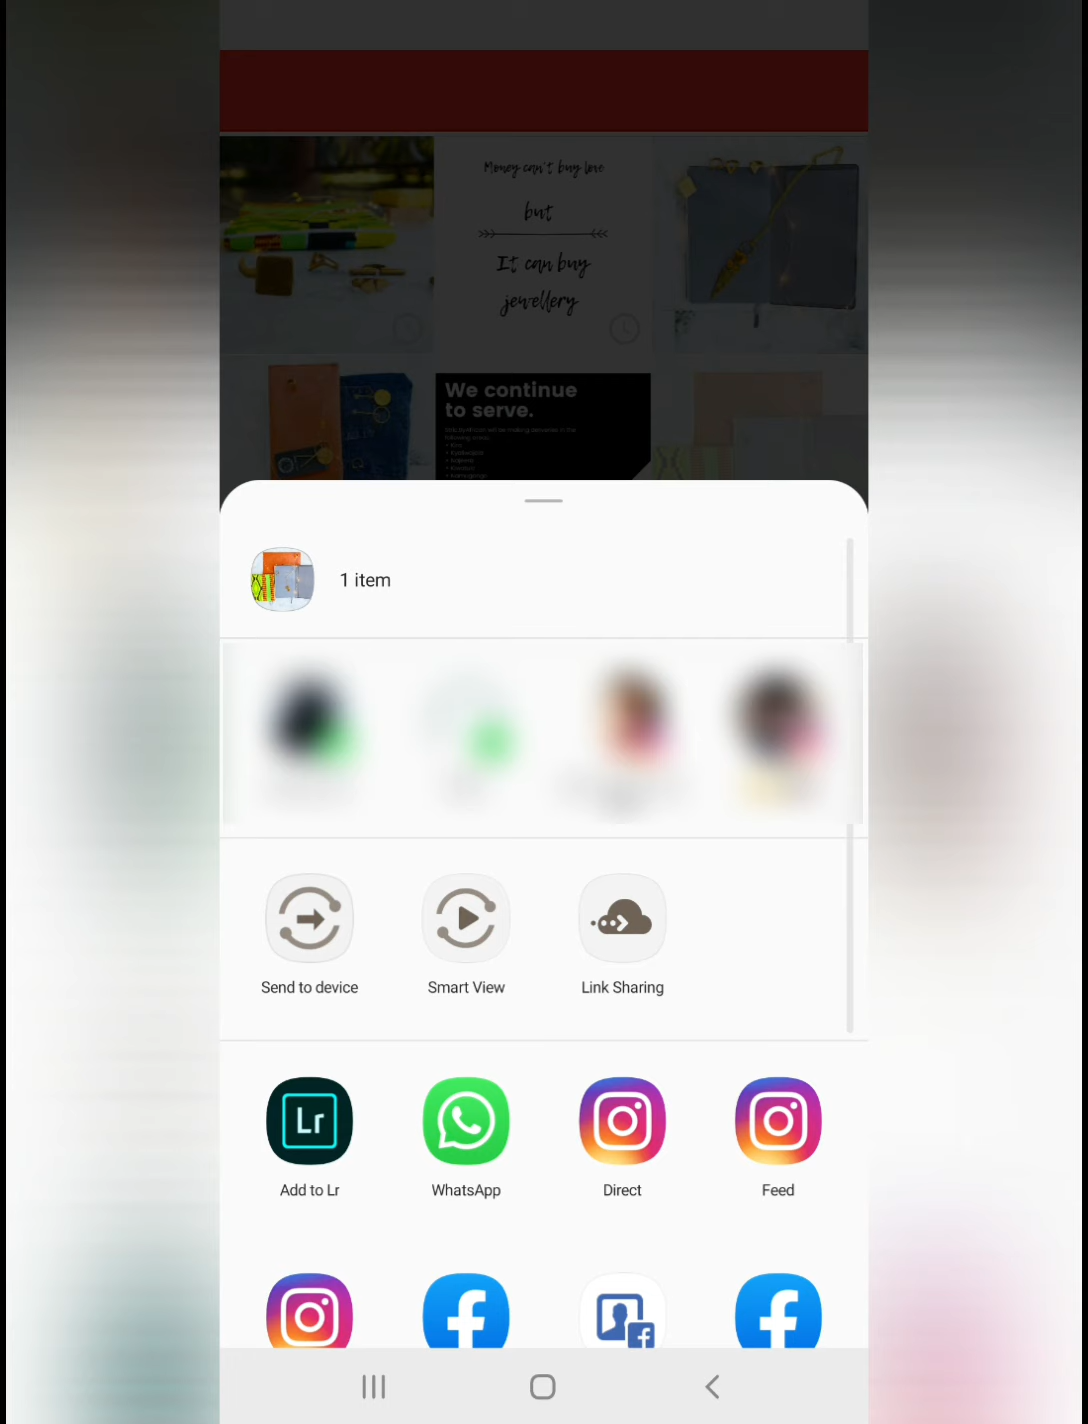 Money can't buy love
but
It can buy
jewellery
We continue
to serve.
1 item
Send to device
Smart View
Link Sharing
Lr
Add to Lr
WhatsApp
Direct
Feed